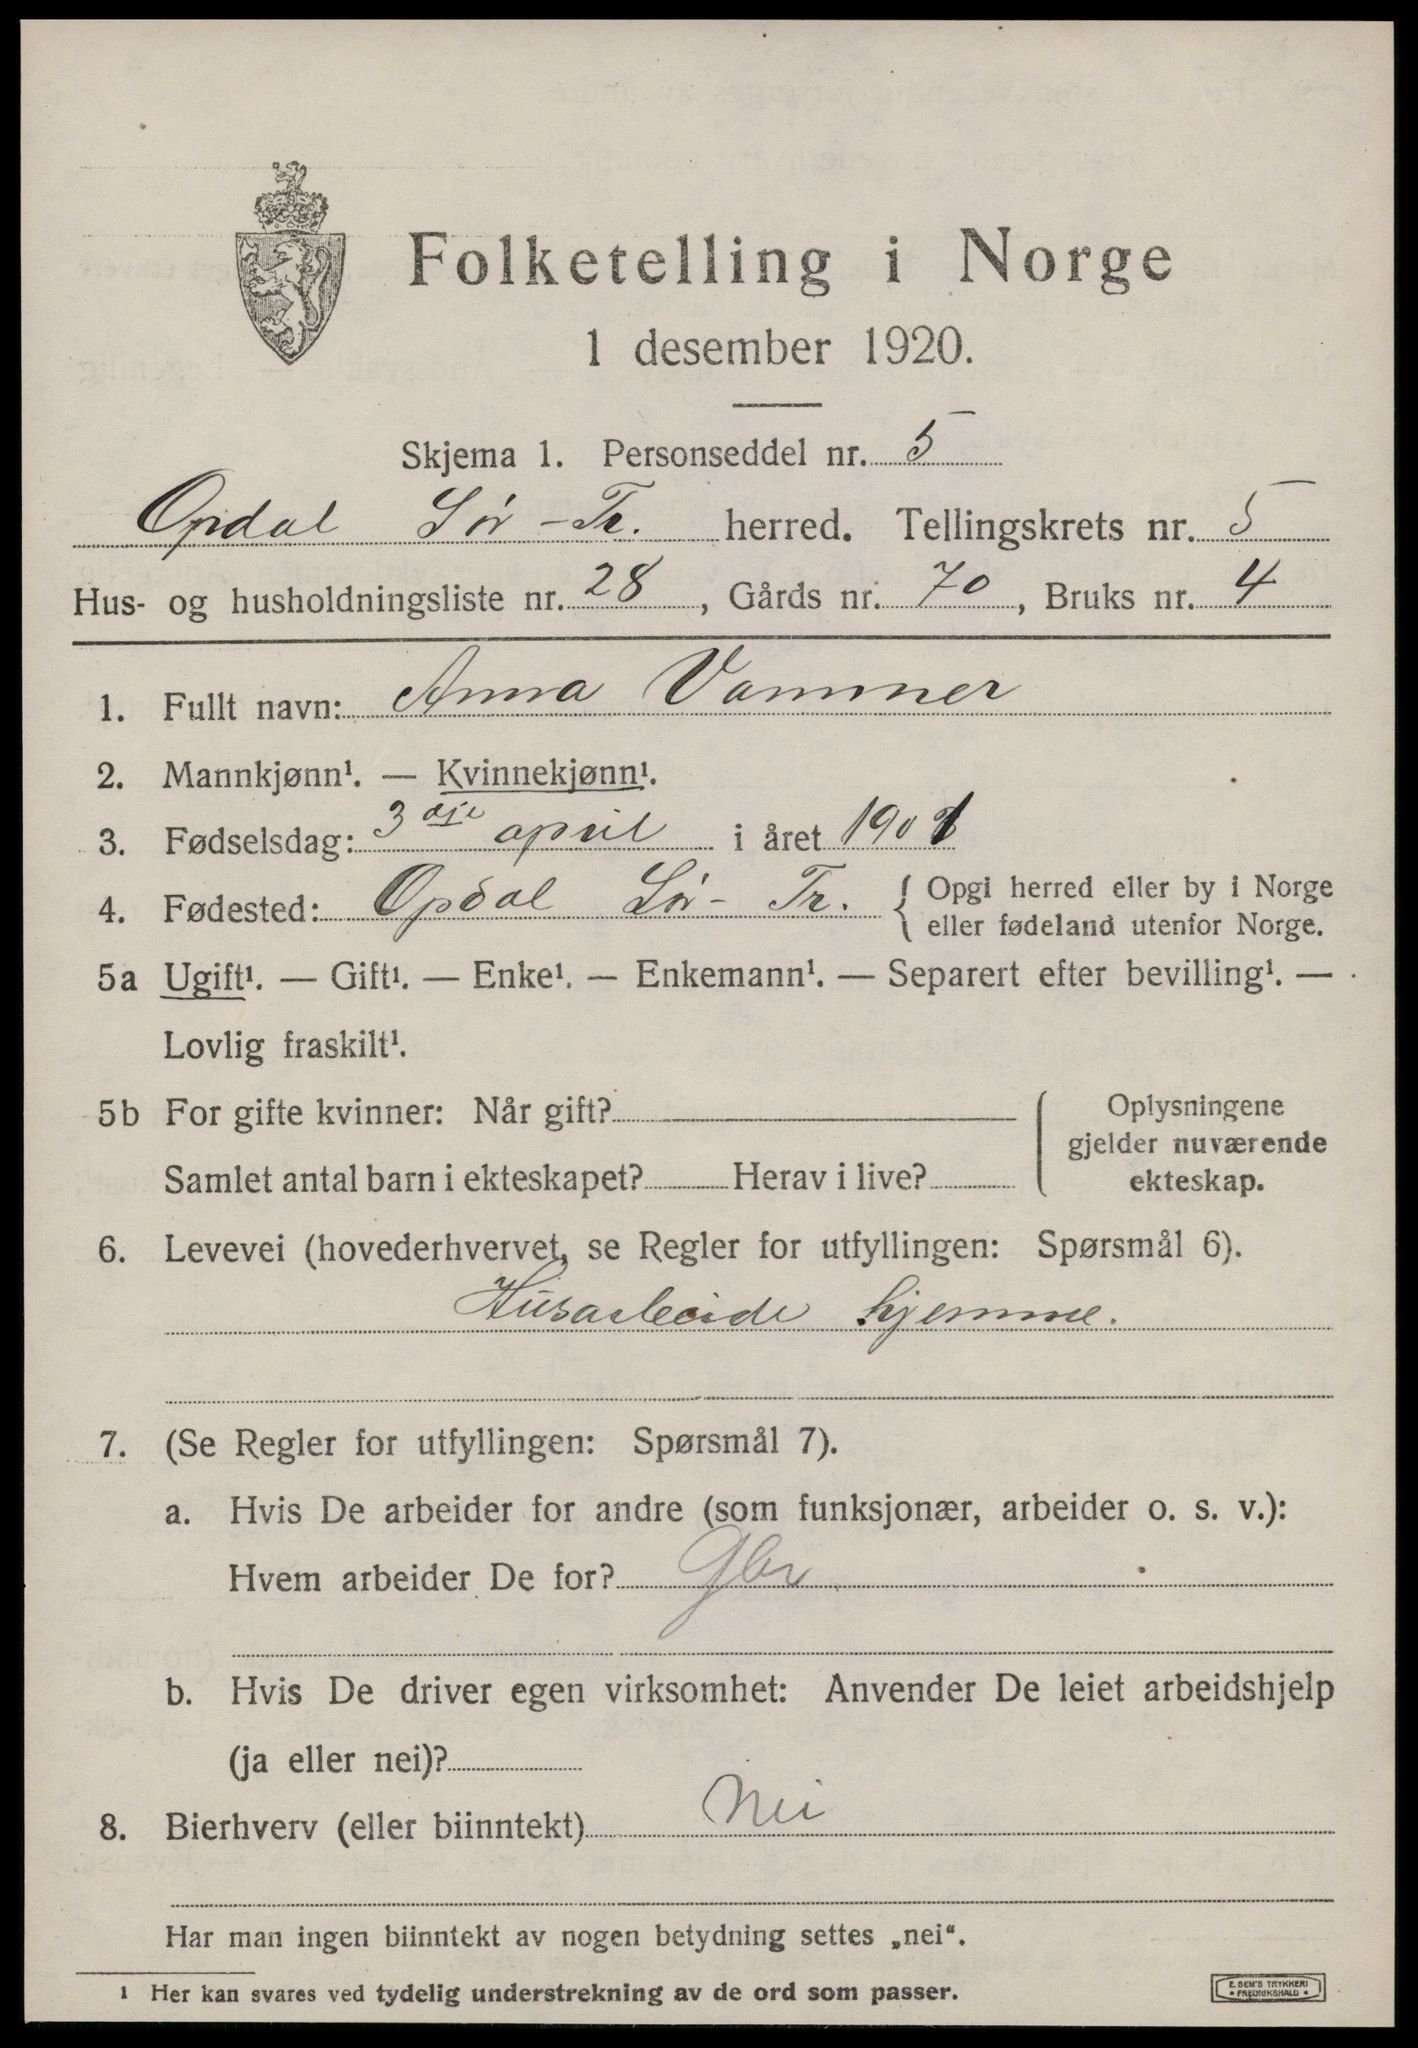 Folketelling i Norge
1 desember 1920.
Skjema 1. Personseddel nr. 5
Opdal Sör-Tr. herred. Tellingskrets nr. 5
Hus- og husholdningsliste nr. 28, Gårds nr. 70, Bruks nr. 4
1. Fullt navn: Anna Vammer
2. Mannkjønn¹. — Kvinnekjønn¹.
3. Fødselsdag: 3 april i året 1901
4. Fødested: Opdal Sör-Tr. { Opgi herred eller by i Norge
eller fødeland utenfor Norge.
5a Ugift¹. — Gift¹. — Enke¹. — Enkemann¹. — Separert efter bevilling¹. —
Lovlig fraskilt¹.
5b For gifte kvinner: Når gift?
Samlet antal barn i ekteskapet? Herav i live?
Oplysningene
gjelder nuværende
ekteskap.
6. Levevei (hovederhvervet, se Regler for utfyllingen: Spørsmål 6).
Husarbeide hjemme.
7. (Se Regler for utfyllingen: Spørsmål 7).
a. Hvis De arbeider for andre (som funksjonær, arbeider o. s. v.):
Hvem arbeider De for? Gbr
b. Hvis De driver egen virksomhet: Anvender De leiet arbeidshjelp
(ja eller nei)?
8. Bierhverv (eller biinntekt) Nei
Har man ingen biinntekt av nogen betydning settes „nei“.
1 Her kan svares ved tydelig understrekning av de ord som passer.
E. SEM'S TRYKKERI
• FREDRIKSHALD •